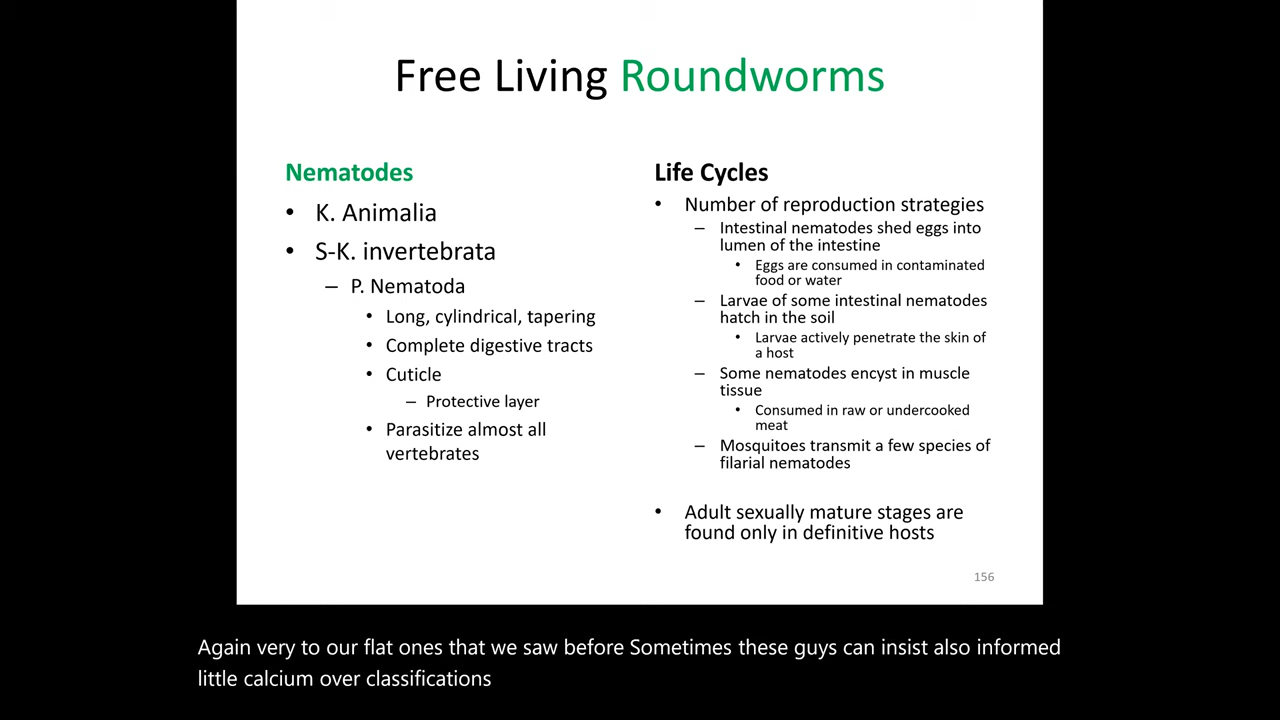 Free Living Roundworms
Nematodes
• K. Animalia
• S-K. invertebrata
– P. Nematoda
• Long, cylindrical, tapering
• Complete digestive tracts
• Cuticle
– Protective layer
• Parasitize almost all
vertebrates
Life Cycles
• Number of reproduction strategies
– Intestinal nematodes shed eggs into
lumen of the intestine
• Eggs are consumed in contaminated
food or water
– Larvae of some intestinal nematodes
hatch in the soil
• Larvae actively penetrate the skin of
a host
– Some nematodes encyst in muscle
tissue
• Consumed in raw or undercooked
meat
– Mosquitoes transmit a few species of
filarial nematodes
• Adult sexually mature stages are
found only in definitive hosts
156
Again very to our flat ones that we saw before Sometimes these guys can insist also informed
little calcium over classifications